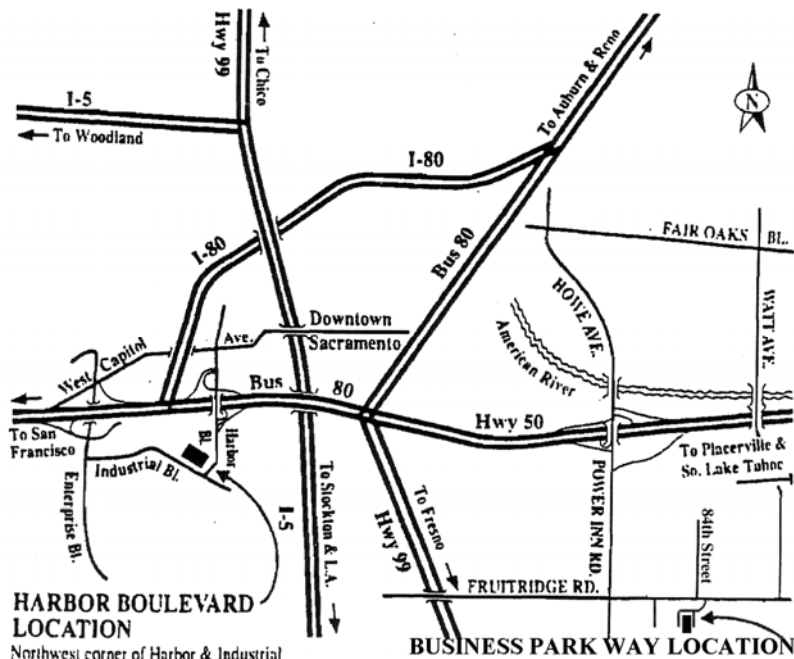 Hwy 99
To Chico
To Auburn & Reno
I-5
To Woodland
N
I-80
I-80
Bus 80
FAIR OAKS BL.
HOWE AVE.
WATT AVE.
American River
Downtown
Sacramento
West Capitol Ave.
Bus 80
Hwy 50
To San
Francisco
Harbor Bl.
Industrial Bl.
Enterprise Bl.
I-5
To Stockton & L.A.
To Fresno
Hwy 99
POWER INN RD.
To Placerville &
So. Lake Tahoe
84th Street
FRUITRIDGE RD.
HARBOR BOULEVARD
LOCATION
Northwest corner of Harbor & Industrial
BUSINESS PARK WAY LOCATION